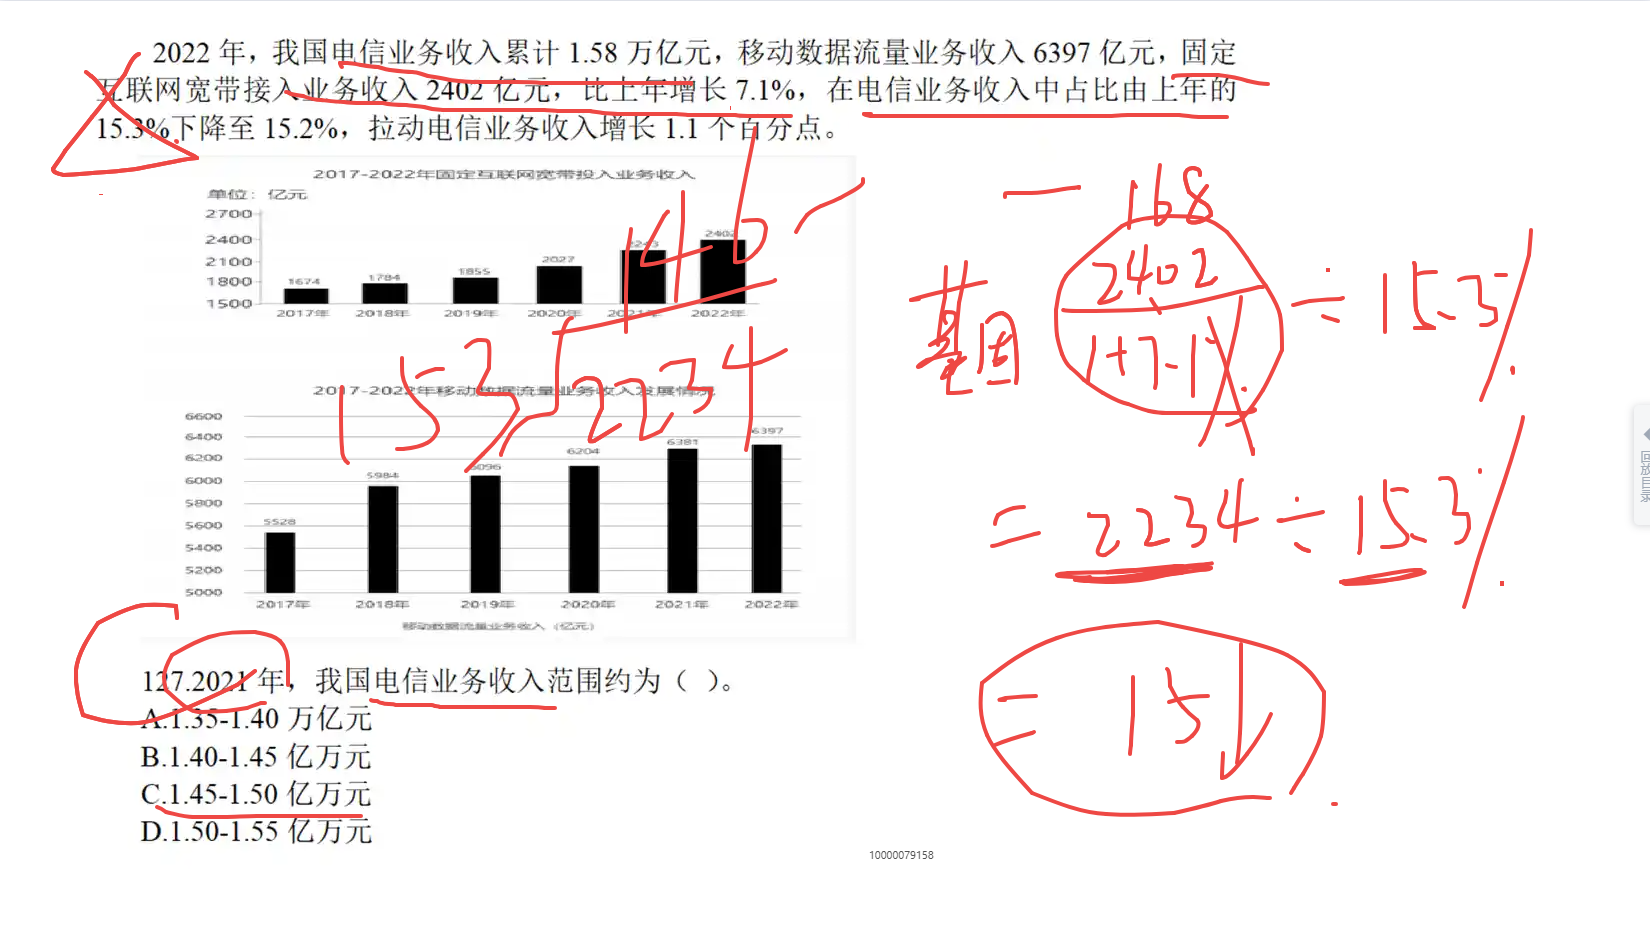 2022 年，我国电信业务收入累计 1.58 万亿元，移动数据流量业务收入 6397 亿元，固定
互联网宽带接入业务收入 2402 亿元，比上年增长 7.1%，在电信业务收入中占比由上年的
15.3%下降至 15.2%，拉动电信业务收入增长 1.1 个百分点。
2017-2022年固定互联网宽带投入业务收入
单位：亿元
2700
2400
2100
1800
1500
1674
1784
1855
2027
2243
2402
2017年
2018年
2019年
2020年
2021年
2022年
146
153
2234
2017-2022年移动数据流量业务收入发展情况
6600
6400
6200
6000
5800
5600
5400
5200
5000
5528
5984
6096
6204
6381
6397
2017年
2018年
2019年
2020年
2021年
2022年
移动数据流量业务收入（亿元）
127.2021 年，我国电信业务收入范围约为（ ）。
A.1.35-1.40 万亿元
B.1.40-1.45 亿万元
C.1.45-1.50 亿万元
D.1.50-1.55 亿万元
168
2402
÷ 15.3%
1+7.1%
= 2234 ÷ 15.3%
= 15↓
10000079158
回放目录